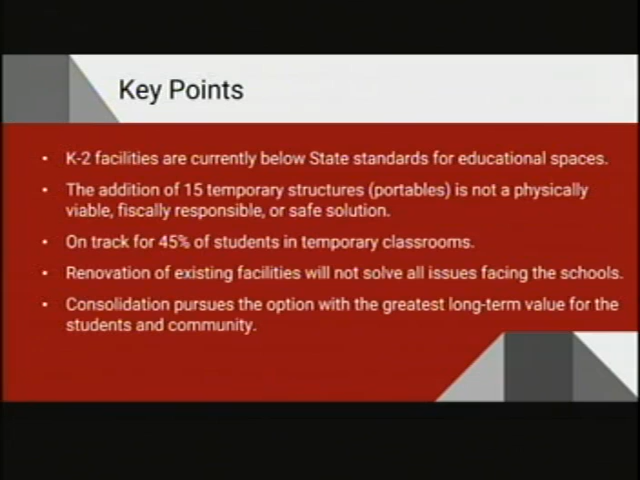 Key Points
• K-2 facilities are currently below State standards for educational spaces.
• The addition of 15 temporary structures (portables) is not a physically
viable, fiscally responsible, or safe solution.
• On track for 45% of students in temporary classrooms.
• Renovation of existing facilities will not solve all issues facing the schools.
• Consolidation pursues the option with the greatest long-term value for the
students and community.